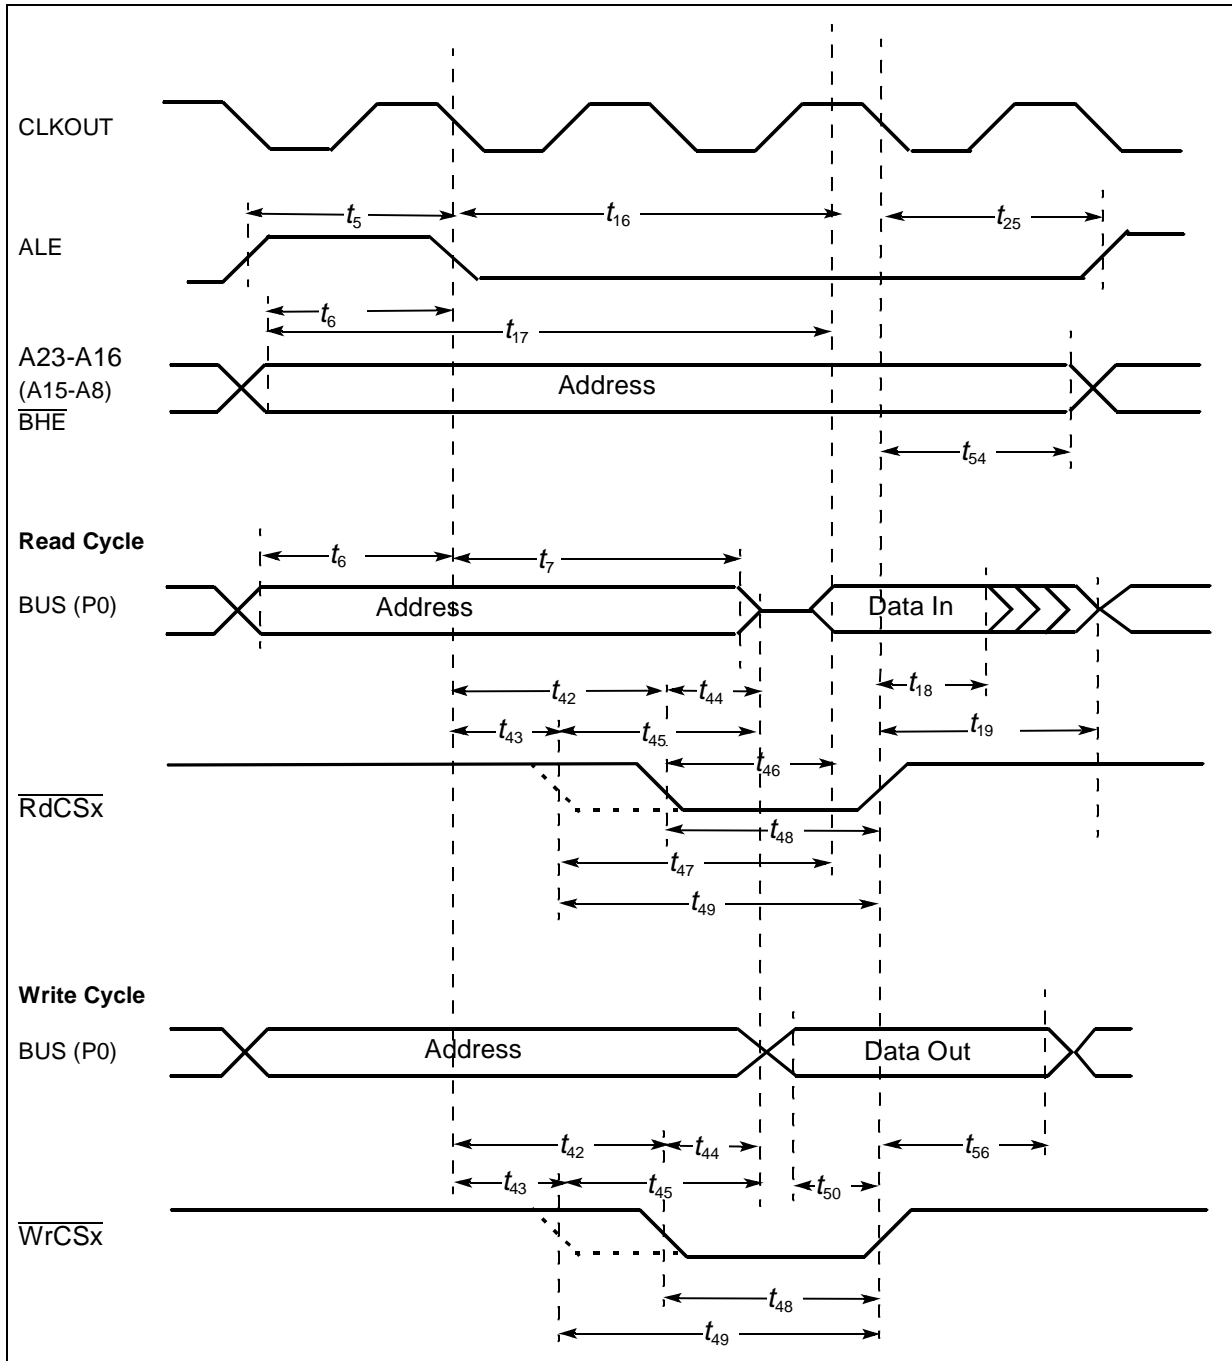 CLKOUT
t5 t16 t25
ALE
t6
t17
A23-A16
(A15-A8)
Address
BHE
t54
Read Cycle
t6 t7
BUS (P0)
Address Data In
t42 t44 t18
t43 t45 t19
t46
RdCSx
t48
t47
t49
Write Cycle
BUS (P0)
Address Data Out
t42 t44 t56
t43 t45 t50
WrCSx
t48
t49